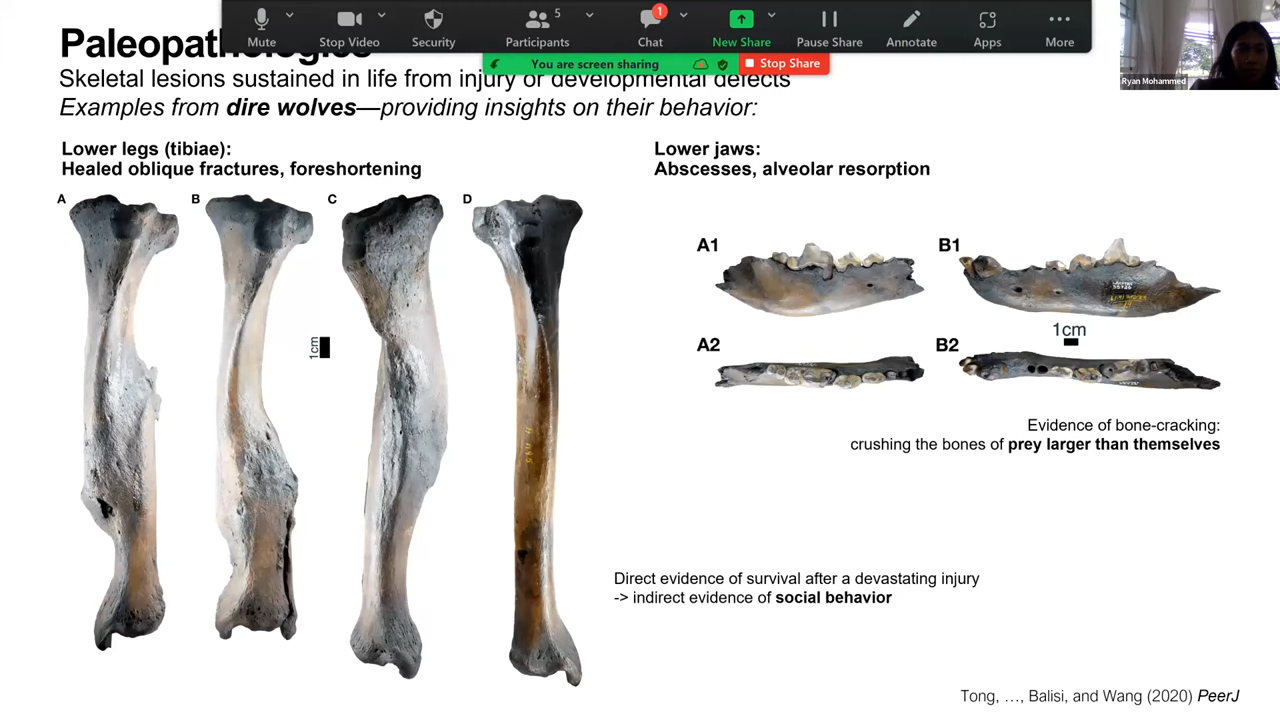 Mute
Stop Video
Security
Participants
5
Chat
1
New Share
Pause Share
Annotate
Apps
More
You are screen sharing
Stop Share
Ryan Mohammed
Skeletal lesions sustained in life from injury or developmental defects
Examples from dire wolves—providing insights on their behavior:
Lower legs (tibiae):
Healed oblique fractures, foreshortening
A
B
C
D
1cm
Lower jaws:
Abscesses, alveolar resorption
A1
B1
1cm
A2
B2
Evidence of bone-cracking:
crushing the bones of prey larger than themselves
Direct evidence of survival after a devastating injury
-> indirect evidence of social behavior
Tong, …, Balisi, and Wang (2020) PeerJ